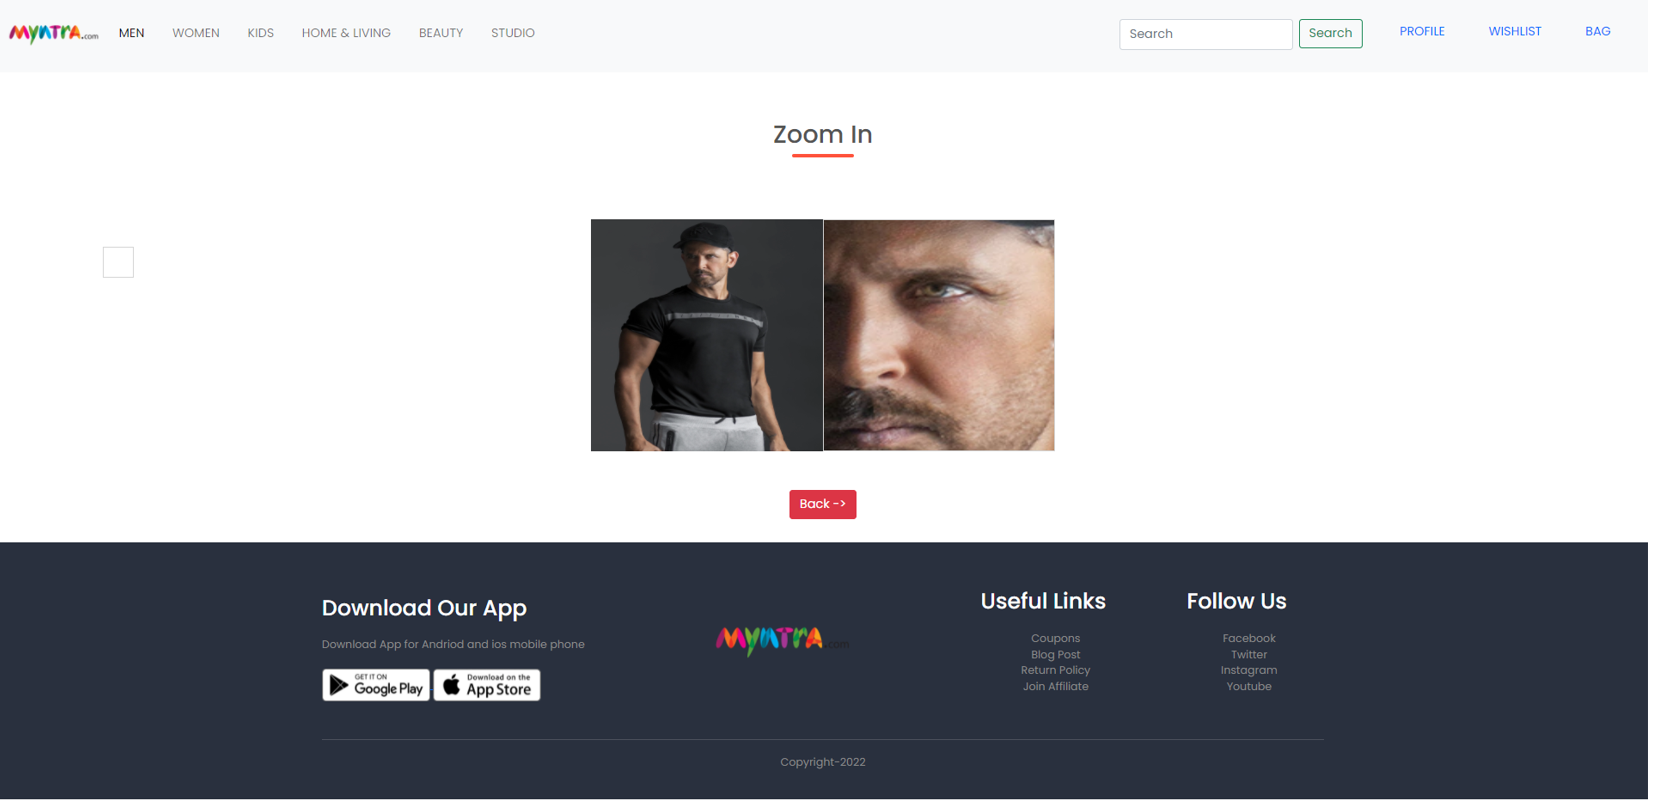 MYNTRA.com MEN WOMEN KIDS HOME & LIVING BEAUTY STUDIO Search Search PROFILE WISHLIST BAG
Zoom In
Back ->
Download Our App
Download App for Andriod and ios mobile phone
GET IT ON
Google Play
Download on the
App Store
MYNTRA.com
Useful Links
Coupons
Blog Post
Return Policy
Join Affiliate
Follow Us
Facebook
Twitter
Instagram
Youtube
Copyright-2022